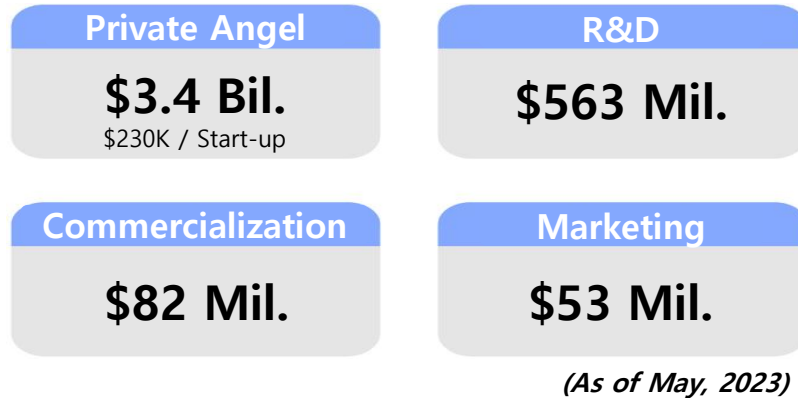 Private Angel
$3.4 Bil.
$230K / Start-up
R&D
$563 Mil.
Commercialization
$82 Mil.
Marketing
$53 Mil.
(As of May, 2023)